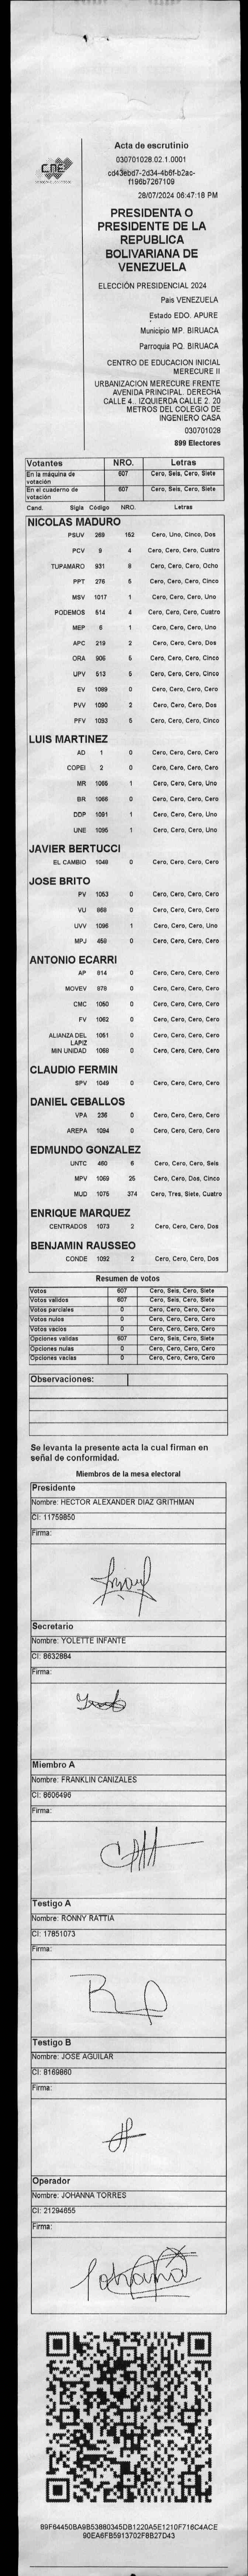 CNE
Acta de escrutinio
030701028.02.1.0001
cd43ebd7-2d34-4b6f-b2ac-
f196b7267109
28/07/2024 06:47:18 PM
PRESIDENTA O
PRESIDENTE DE LA
REPUBLICA
BOLIVARIANA DE
VENEZUELA
ELECCIÓN PRESIDENCIAL 2024
Pais VENEZUELA
Estado EDO. APURE
Municipio MP. BIRUACA
Parroquia PQ. BIRUACA
CENTRO DE EDUCACION INICIAL
MERECURE II
URBANIZACION MERECURE FRENTE
AVENIDA PRINCIPAL. DERECHA
CALLE 4.. IZQUIERDA CALLE 2. 20
METROS DEL COLEGIO DE
INGENIERO CASA
030701028
899 Electores
Votantes NRO. Letras
En la máquina de votación 607 Cero, Seis, Cero, Siete
En el cuaderno de votación 607 Cero, Seis, Cero, Siete
Cand. Sigla Código NRO. Letras
NICOLAS MADURO
PSUV 269 152 Cero, Uno, Cinco, Dos
PCV 9 4 Cero, Cero, Cero, Cuatro
TUPAMARO 931 8 Cero, Cero, Cero, Ocho
PPT 276 5 Cero, Cero, Cero, Cinco
MSV 1017 1 Cero, Cero, Cero, Uno
PODEMOS 514 4 Cero, Cero, Cero, Cuatro
MEP 6 1 Cero, Cero, Cero, Uno
APC 219 2 Cero, Cero, Cero, Dos
ORA 906 5 Cero, Cero, Cero, Cinco
UPV 513 5 Cero, Cero, Cero, Cinco
EV 1089 0 Cero, Cero, Cero, Cero
PVV 1090 2 Cero, Cero, Cero, Dos
PFV 1093 5 Cero, Cero, Cero, Cinco
LUIS MARTINEZ
AD 1 0 Cero, Cero, Cero, Cero
COPEI 2 0 Cero, Cero, Cero, Cero
MR 1065 1 Cero, Cero, Cero, Uno
BR 1066 0 Cero, Cero, Cero, Cero
DDP 1091 1 Cero, Cero, Cero, Uno
UNE 1095 1 Cero, Cero, Cero, Uno
JAVIER BERTUCCI
EL CAMBIO 1048 0 Cero, Cero, Cero, Cero
JOSE BRITO
PV 1053 0 Cero, Cero, Cero, Cero
VU 868 0 Cero, Cero, Cero, Cero
UVV 1096 1 Cero, Cero, Cero, Uno
MPJ 459 0 Cero, Cero, Cero, Cero
ANTONIO ECARRI
AP 814 0 Cero, Cero, Cero, Cero
MOVEV 978 0 Cero, Cero, Cero, Cero
CMC 1050 0 Cero, Cero, Cero, Cero
FV 1062 0 Cero, Cero, Cero, Cero
ALIANZA DEL LAPIZ 1051 0 Cero, Cero, Cero, Cero
MIN UNIDAD 1068 0 Cero, Cero, Cero, Cero
CLAUDIO FERMIN
SPV 1049 0 Cero, Cero, Cero, Cero
DANIEL CEBALLOS
VPA 236 0 Cero, Cero, Cero, Cero
AREPA 1094 0 Cero, Cero, Cero, Cero
EDMUNDO GONZALEZ
UNTC 460 6 Cero, Cero, Cero, Seis
MPV 1069 25 Cero, Cero, Dos, Cinco
MUD 1075 374 Cero, Tres, Siete, Cuatro
ENRIQUE MARQUEZ
CENTRADOS 1073 2 Cero, Cero, Cero, Dos
BENJAMIN RAUSSEO
CONDE 1092 2 Cero, Cero, Cero, Dos
Resumen de votos
Votos 607 Cero, Seis, Cero, Siete
Votos validos 607 Cero, Seis, Cero, Siete
Votos parciales 0 Cero, Cero, Cero, Cero
Votos nulos 0 Cero, Cero, Cero, Cero
Votos vacios 0 Cero, Cero, Cero, Cero
Opciones validas 607 Cero, Seis, Cero, Siete
Opciones nulas 0 Cero, Cero, Cero, Cero
Opciones vacias 0 Cero, Cero, Cero, Cero
Observaciones:
Se levanta la presente acta la cual firman en
señal de conformidad.
Miembros de la mesa electoral
Presidente
Nombre: HECTOR ALEXANDER DIAZ GRITHMAN
CI: 11759850
Firma:
Secretario
Nombre: YOLETTE INFANTE
CI: 8632884
Firma:
Miembro A
Nombre: FRANKLIN CANIZALES
CI: 8606496
Firma:
Testigo A
Nombre: RONNY RATTIA
CI: 17851073
Firma:
Testigo B
Nombre: JOSE AGUILAR
CI: 8169860
Firma:
Operador
Nombre: JOHANNA TORRES
CI: 21294655
Firma:
Johana
89F64450BA9B53880345DB1220A5E1210F716C4ACE
90EA6FB5913702F8B27D43